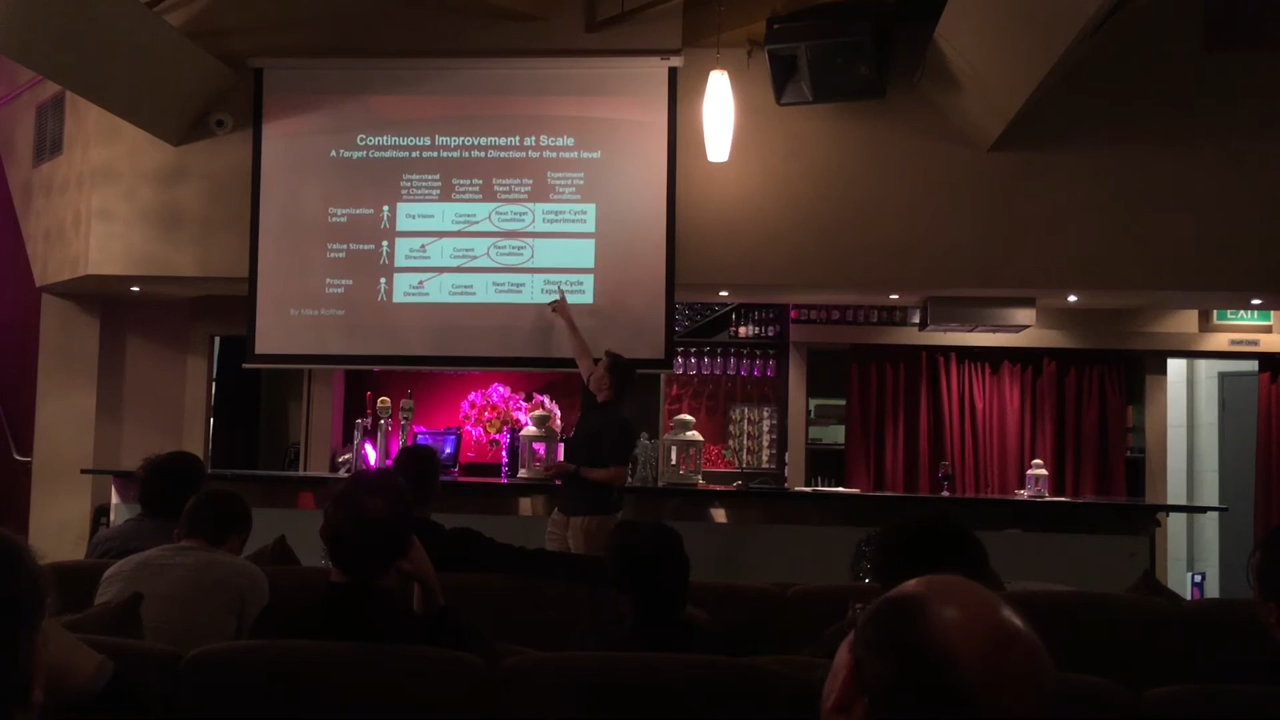 Continuous Improvement at Scale
A Target Condition at one level is the Direction for the next level
Understand the Direction or Challenge
Grasp the Current Condition
Establish the Next Target Condition
Experiment Toward the Target Condition
Organization Level
Org Vision
Current Condition
Next Target Condition
Longer-Cycle Experiments
Value Stream Level
Group Direction
Current Condition
Next Target Condition
Process Level
Team Direction
Current Condition
Next Target Condition
Short-Cycle Experiments
By Mike Rother
EXIT
Staff Only